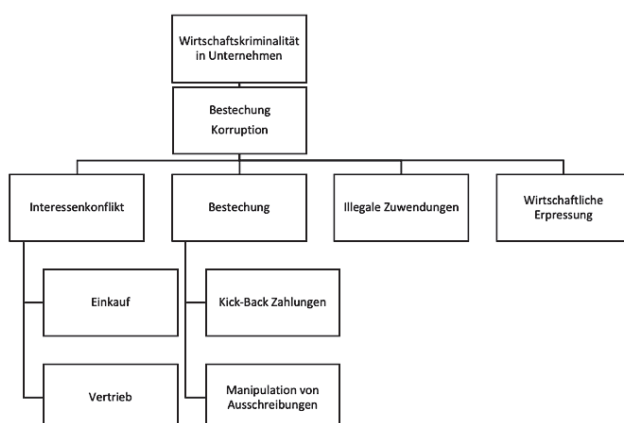 Wirtschaftskriminalität
in Unternehmen
Bestechung
Korruption
Interessenkonflikt
Bestechung
Illegale Zuwendungen
Wirtschaftliche
Erpressung
Einkauf
Kick-Back Zahlungen
Vertrieb
Manipulation von
Ausschreibungen